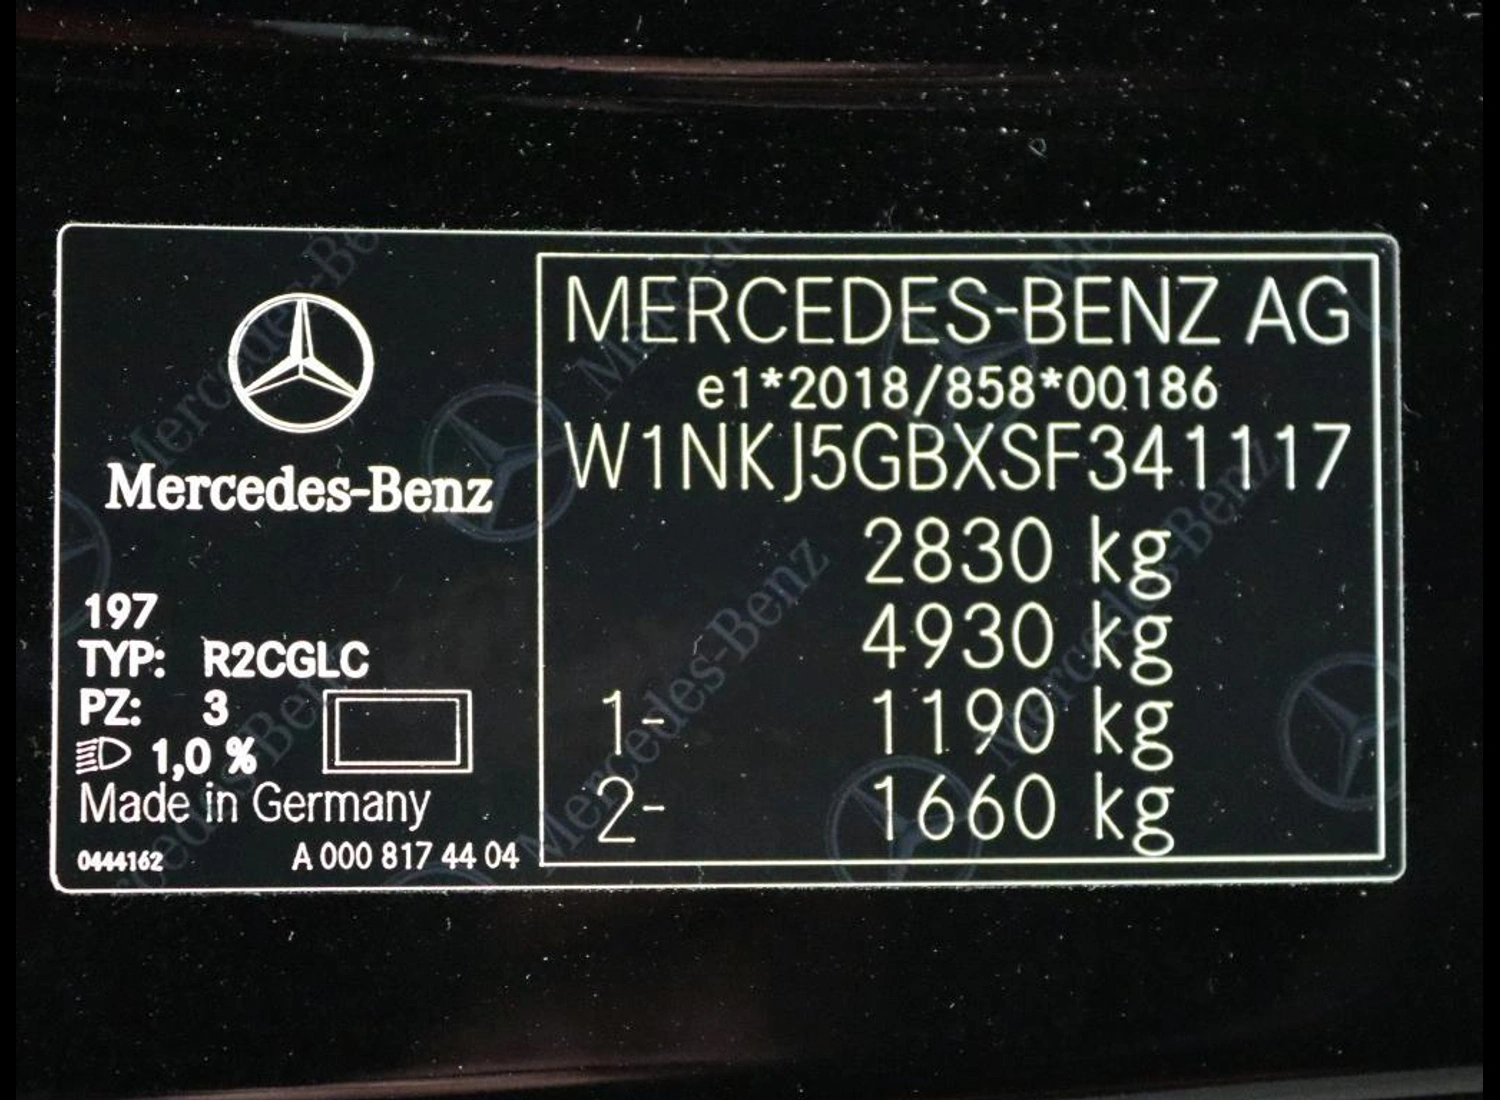 Mercedes-Benz
197
TYP: R2CGLC
PZ: 3
1,0 %
Made in Germany
0444162 A 000 817 44 04
MERCEDES-BENZ AG
e1*2018/858*00186
W1NKJ5GBXSF341117
2830 kg
4930 kg
1- 1190 kg
2- 1660 kg